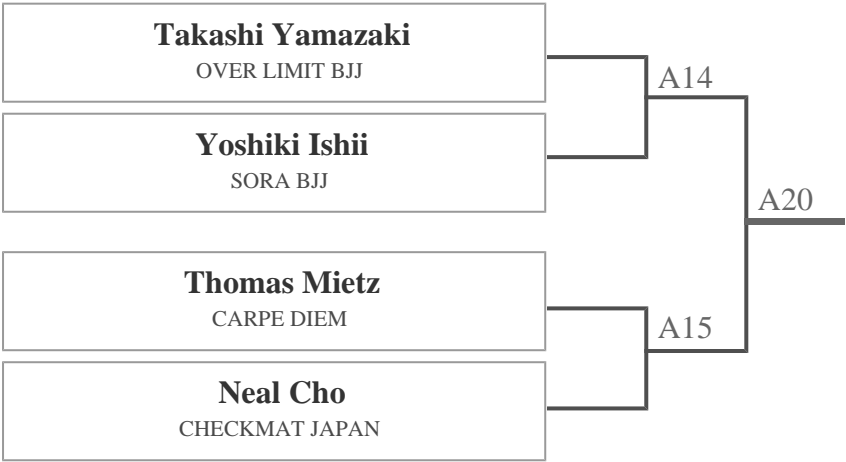 Takashi Yamazaki
OVER LIMIT BJJ
A14
Yoshiki Ishii
SORA BJJ
A20
Thomas Mietz
CARPE DIEM
A15
Neal Cho
CHECKMAT JAPAN